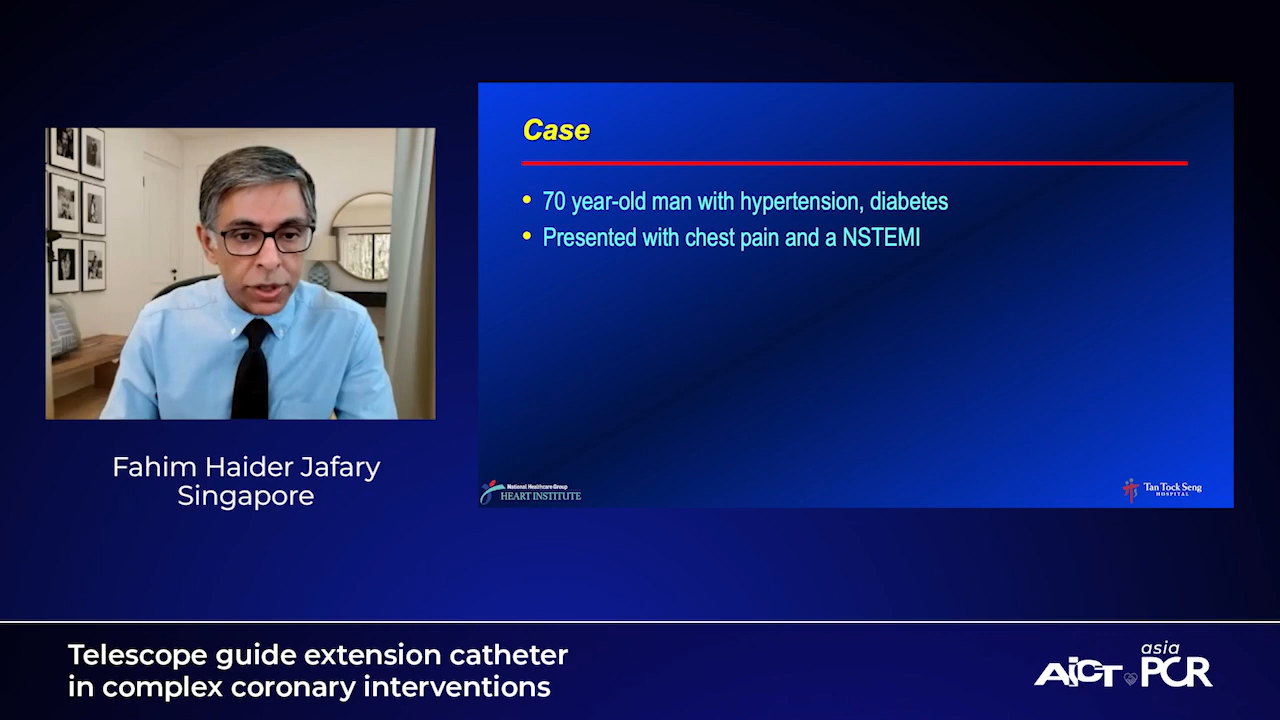 Case
• 70 year-old man with hypertension, diabetes
• Presented with chest pain and a NSTEMI
National Healthcare Group
HEART INSTITUTE
Tan Tock Seng
HOSPITAL
Fahim Haider Jafary
Singapore
Telescope guide extension catheter
in complex coronary interventions
AICT
asia
PCR